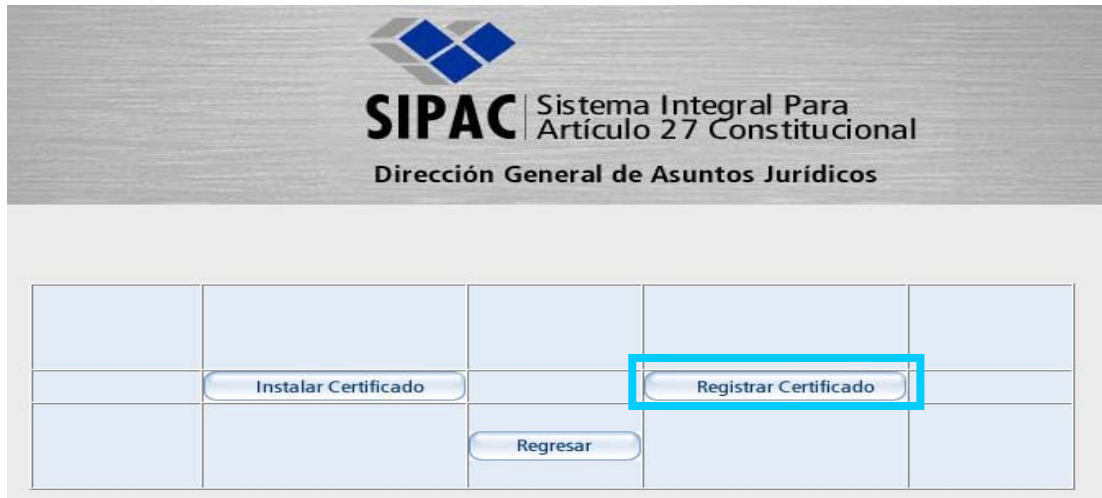 SIPAC Sistema Integral Para
Artículo 27 Constitucional
Dirección General de Asuntos Jurídicos
Instalar Certificado
Registrar Certificado
Regresar